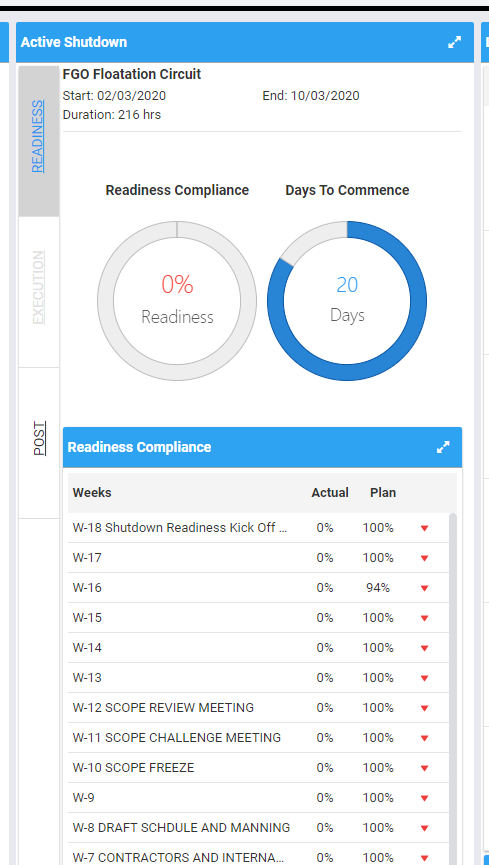 Active Shutdown
READINESS
EXECUTION
POST
FGO Floatation Circuit
Start: 02/03/2020 End: 10/03/2020
Duration: 216 hrs
Readiness Compliance Days To Commence
0% 20
Readiness Days
Readiness Compliance
Weeks Actual Plan
W-18 Shutdown Readiness Kick Off ... 0% 100%
W-17 0% 100%
W-16 0% 94%
W-15 0% 100%
W-14 0% 100%
W-13 0% 100%
W-12 SCOPE REVIEW MEETING 0% 100%
W-11 SCOPE CHALLENGE MEETING 0% 100%
W-10 SCOPE FREEZE 0% 100%
W-9 0% 100%
W-8 DRAFT SCHDULE AND MANNING 0% 100%
W-7 CONTRACTORS AND INTERNA... 0% 100%